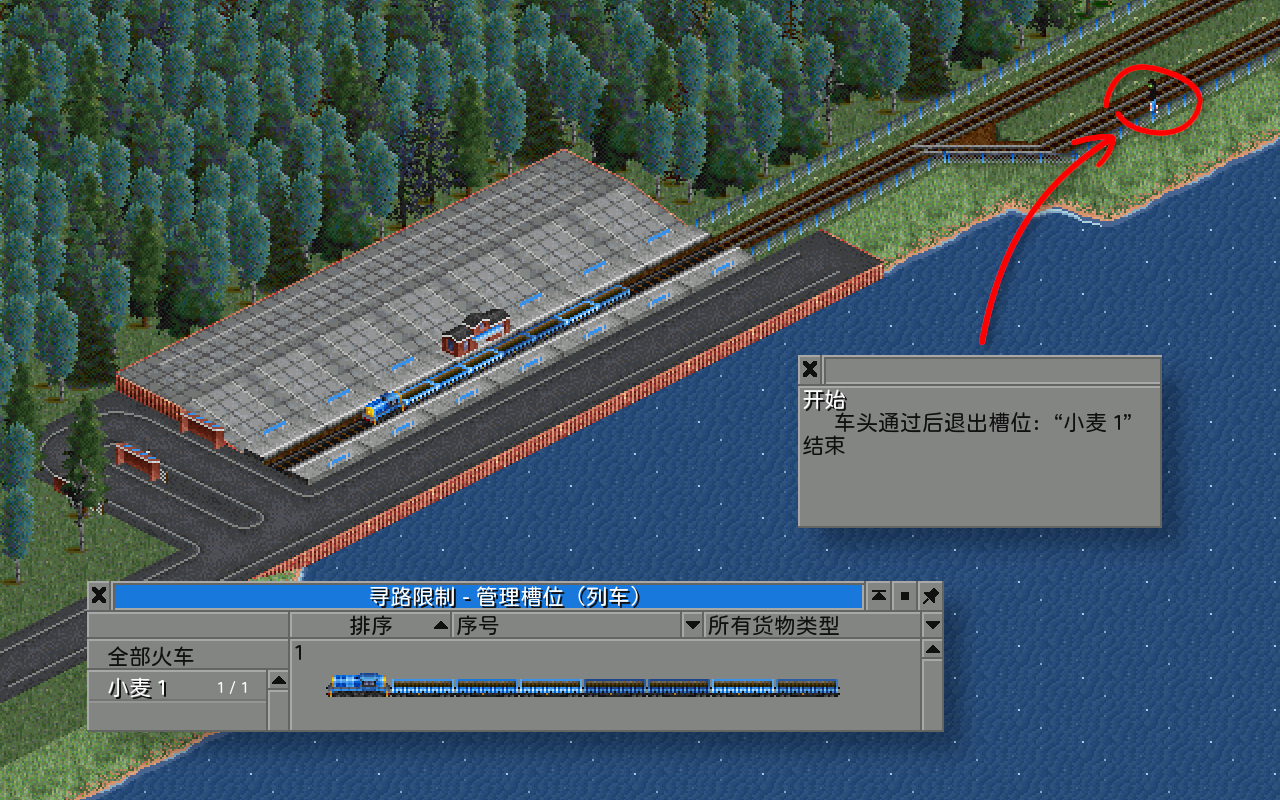 开始
车头通过后退出槽位：“小麦 1”
结束
寻路限制 - 管理槽位（列车）
排序 序号 所有货物类型
全部火车
1
小麦 1 1 / 1